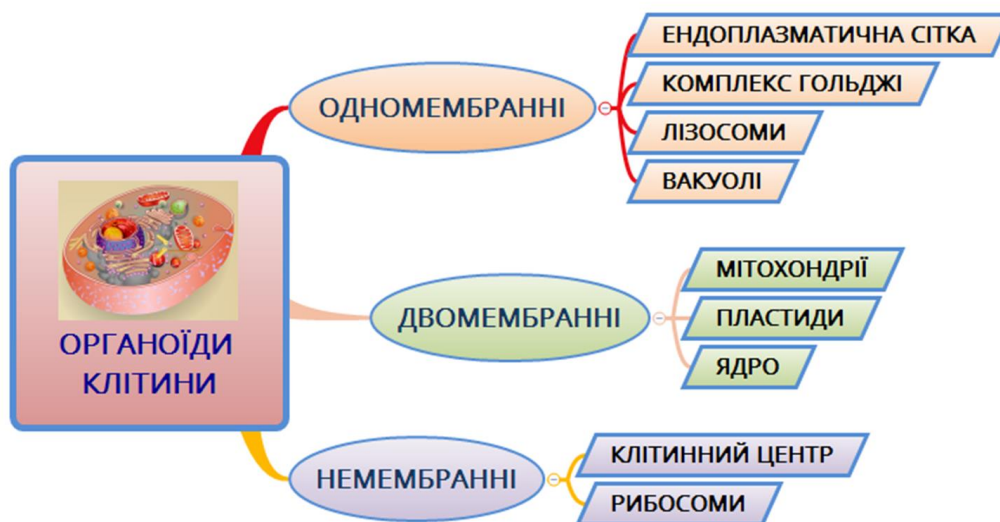 ОРГАНОЇДИ
КЛІТИНИ
ОДНОМЕМБРАННІ
ЕНДОПЛАЗМАТИЧНА СІТКА
КОМПЛЕКС ГОЛЬДЖІ
ЛІЗОСОМИ
ВАКУОЛІ
ДВОМЕМБРАННІ
МІТОХОНДРІЇ
ПЛАСТИДИ
ЯДРО
НЕМЕМБРАННІ
КЛІТИННИЙ ЦЕНТР
РИБОСОМИ